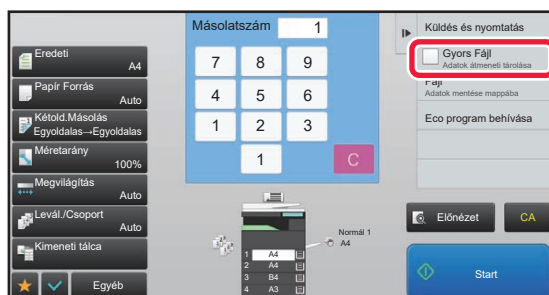 Másolatszám 1
Eredeti
A4
Papír Forrás
Auto
Kétold.Másolás
Egyoldalas→Egyoldalas
Méretarány
100%
Megvilágítás
Auto
Levál./Csoport
Auto
Kimeneti tálca
Egyéb
7 8 9
4 5 6
1 2 3
1 C
Normál 1
A4
1 A4
2 A4
3 B4
4 A3
Küldés és nyomtatás
Gyors Fájl
Adatok átmeneti tárolása
Fájl
Adatok mentése mappába
Eco program behívása
Előnézet
CA
Start